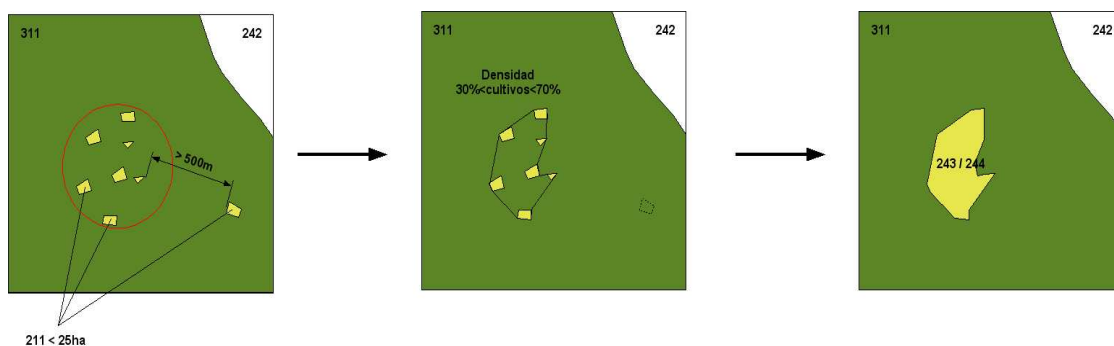 311
242
> 500m
211 < 25ha
311
242
Densidad
30%<cultivos<70%
311
242
243 / 244